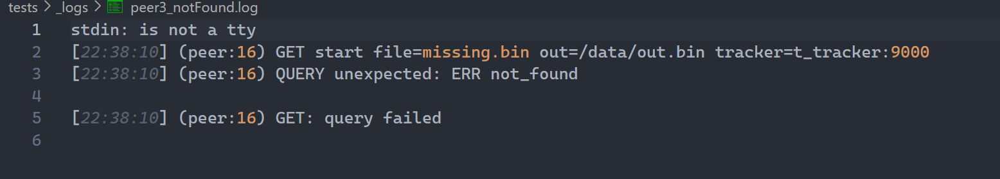 tests > _logs > peer3_notFound.log
1 stdin: is not a tty
2 [22:38:10] (peer:16) GET start file=missing.bin out=/data/out.bin tracker=t_tracker:9000
3 [22:38:10] (peer:16) QUERY unexpected: ERR not_found
4
5 [22:38:10] (peer:16) GET: query failed
6